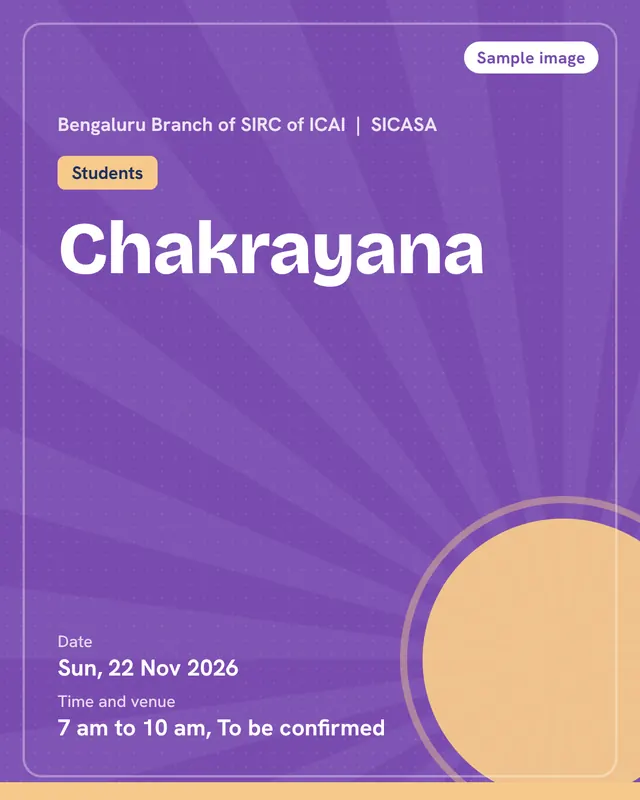 Sample image
Bengaluru Branch of SIRC of ICAI | SICASA
Students
Chakrayana
Date
Sun, 22 Nov 2026
Time and venue
7 am to 10 am, To be confirmed